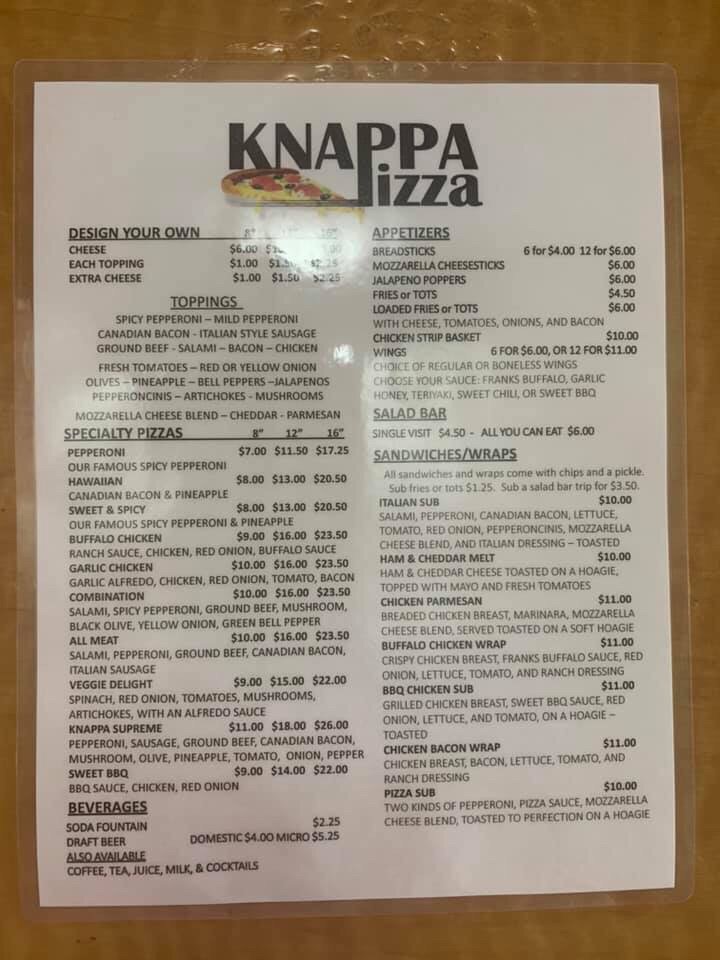 KNAPPA
Pizza
DESIGN YOUR OWN 8" 12" 16"
CHEESE $6.00
EACH TOPPING $1.00 $2.25
EXTRA CHEESE $1.00 $1.50 $2.25
TOPPINGS
SPICY PEPPERONI – MILD PEPPERONI
CANADIAN BACON - ITALIAN STYLE SAUSAGE
GROUND BEEF - SALAMI – BACON – CHICKEN
FRESH TOMATOES – RED OR YELLOW ONION
OLIVES – PINEAPPLE – BELL PEPPERS –JALAPENOS
PEPPERONCINIS – ARTICHOKES - MUSHROOMS
MOZZARELLA CHEESE BLEND – CHEDDAR - PARMESAN
SPECIALTY PIZZAS 8" 12" 16"
PEPPERONI $7.00 $11.50 $17.25
OUR FAMOUS SPICY PEPPERONI
HAWAIIAN $8.00 $13.00 $20.50
CANADIAN BACON & PINEAPPLE
SWEET & SPICY $8.00 $13.00 $20.50
OUR FAMOUS SPICY PEPPERONI & PINEAPPLE
BUFFALO CHICKEN $9.00 $16.00 $23.50
RANCH SAUCE, CHICKEN, RED ONION, BUFFALO SAUCE
GARLIC CHICKEN $10.00 $16.00 $23.50
GARLIC ALFREDO, CHICKEN, RED ONION, TOMATO, BACON
COMBINATION $10.00 $16.00 $23.50
SALAMI, SPICY PEPPERONI, GROUND BEEF, MUSHROOM,
BLACK OLIVE, YELLOW ONION, GREEN BELL PEPPER
ALL MEAT $10.00 $16.00 $23.50
SALAMI, PEPPERONI, GROUND BEEF, CANADIAN BACON,
ITALIAN SAUSAGE
VEGGIE DELIGHT $9.00 $15.00 $22.00
SPINACH, RED ONION, TOMATOES, MUSHROOMS,
ARTICHOKES, WITH AN ALFREDO SAUCE
KNAPPA SUPREME $11.00 $18.00 $26.00
PEPPERONI, SAUSAGE, GROUND BEEF, CANADIAN BACON,
MUSHROOM, OLIVE, PINEAPPLE, TOMATO, ONION, PEPPER
SWEET BBQ $9.00 $14.00 $22.00
BBQ SAUCE, CHICKEN, RED ONION
BEVERAGES
SODA FOUNTAIN $2.25
DRAFT BEER DOMESTIC $4.00 MICRO $5.25
ALSO AVAILABLE
COFFEE, TEA, JUICE, MILK, & COCKTAILS
APPETIZERS
BREADSTICKS 6 for $4.00 12 for $6.00
MOZZARELLA CHEESESTICKS $6.00
JALAPENO POPPERS $6.00
FRIES or TOTS $4.50
LOADED FRIES or TOTS $6.00
WITH CHEESE, TOMATOES, ONIONS, AND BACON
CHICKEN STRIP BASKET $10.00
WINGS 6 FOR $6.00, OR 12 FOR $11.00
CHOICE OF REGULAR OR BONELESS WINGS
CHOOSE YOUR SAUCE: FRANKS BUFFALO, GARLIC
HONEY, TERIYAKI, SWEET CHILI, OR SWEET BBQ
SALAD BAR
SINGLE VISIT $4.50 - ALL YOU CAN EAT $6.00
SANDWICHES/WRAPS
All sandwiches and wraps come with chips and a pickle.
Sub fries or tots $1.25. Sub a salad bar trip for $3.50.
ITALIAN SUB $10.00
SALAMI, PEPPERONI, CANADIAN BACON, LETTUCE,
TOMATO, RED ONION, PEPPERONCINIS, MOZZARELLA
CHEESE BLEND, AND ITALIAN DRESSING – TOASTED
HAM & CHEDDAR MELT $10.00
HAM & CHEDDAR CHEESE TOASTED ON A HOAGIE,
TOPPED WITH MAYO AND FRESH TOMATOES
CHICKEN PARMESAN $11.00
BREADED CHICKEN BREAST, MARINARA, MOZZARELLA
CHEESE BLEND, SERVED TOASTED ON A SOFT HOAGIE
BUFFALO CHICKEN WRAP $11.00
CRISPY CHICKEN BREAST, FRANKS BUFFALO SAUCE, RED
ONION, LETTUCE, TOMATO, AND RANCH DRESSING
BBQ CHICKEN SUB $11.00
GRILLED CHICKEN BREAST, SWEET BBQ SAUCE, RED
ONION, LETTUCE, AND TOMATO, ON A HOAGIE –
TOASTED
CHICKEN BACON WRAP $11.00
CHICKEN BREAST, BACON, LETTUCE, TOMATO, AND
RANCH DRESSING
PIZZA SUB $10.00
TWO KINDS OF PEPPERONI, PIZZA SAUCE, MOZZARELLA
CHEESE BLEND, TOASTED TO PERFECTION ON A HOAGIE